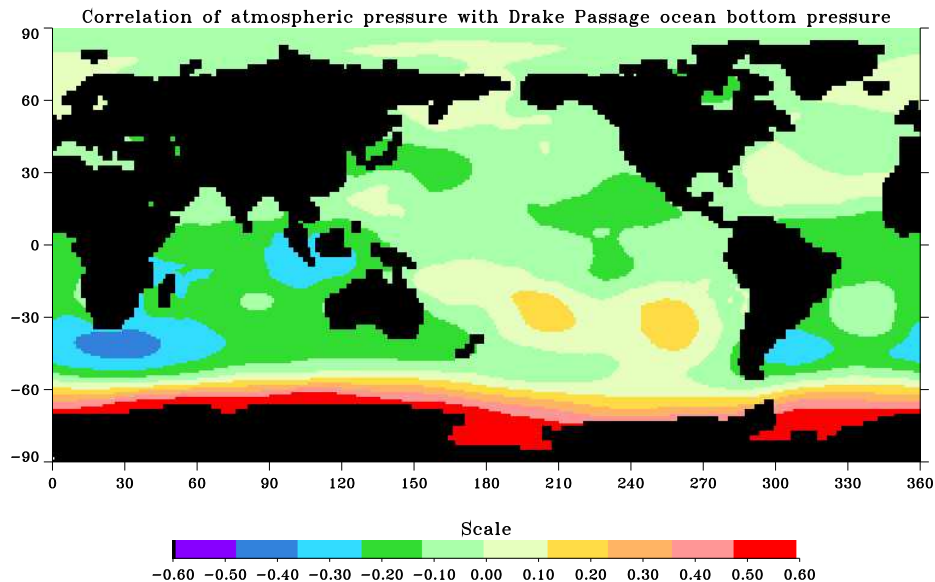 Correlation of atmospheric pressure with Drake Passage ocean bottom pressure
90
60
30
0
−30
−60
−90
0 30 60 90 120 150 180 210 240 270 300 330 360
Scale
−0.60 −0.50 −0.40 −0.30 −0.20 −0.10 0.00 0.10 0.20 0.30 0.40 0.50 0.60